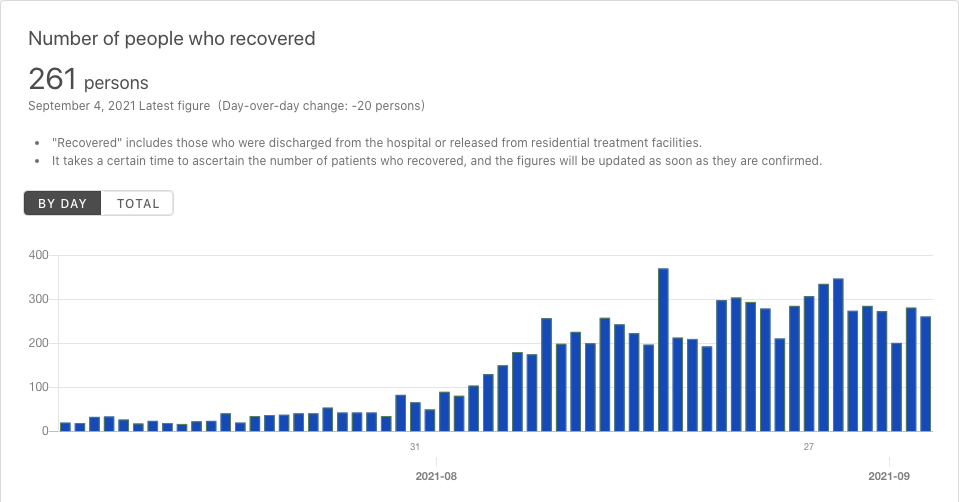 Number of people who recovered
261 persons
September 4, 2021 Latest figure (Day-over-day change: -20 persons)
• "Recovered" includes those who were discharged from the hospital or released from residential treatment facilities.
• It takes a certain time to ascertain the number of patients who recovered, and the figures will be updated as soon as they are confirmed.
BY DAY TOTAL
400
300
200
100
0
31 27
2021-08 2021-09